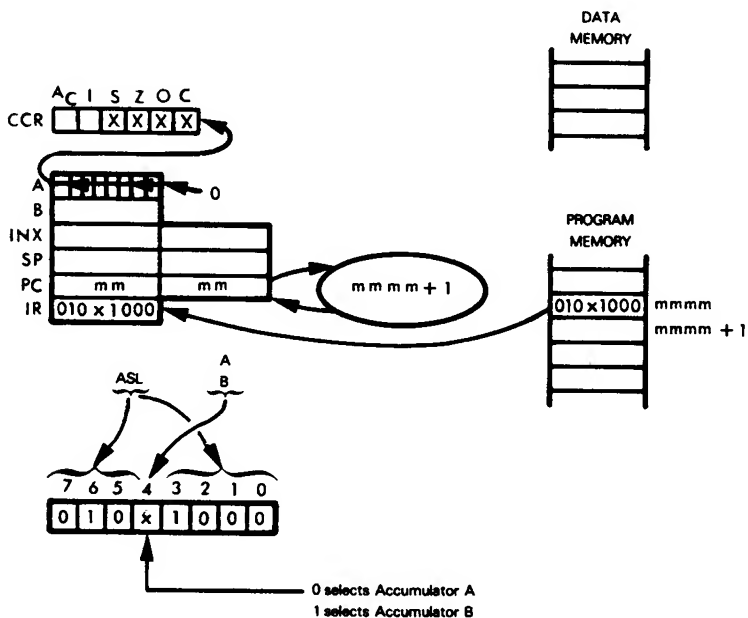 DATA
MEMORY
AC I S Z O C
CCR X X X X
A 0
B
INX
SP
PC mm mm
mmmm + 1
IR 010 x 1000
PROGRAM
MEMORY
010 x1000 mmmm
mmmm + 1
ASL
A
B
7 6 5 4 3 2 1 0
0 1 0 x 1 0 0 0
0 selects Accumulator A
1 selects Accumulator B